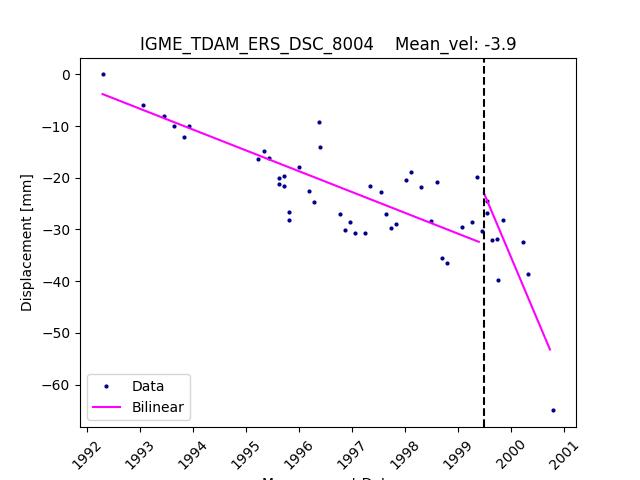 IGME_TDAM_ERS_DSC_8004    Mean_vel: -3.9
Displacement [mm]
0
−10
−20
−30
−40
−50
−60
Data
Bilinear
1992 1993 1994 1995 1996 1997 1998 1999 2000 2001